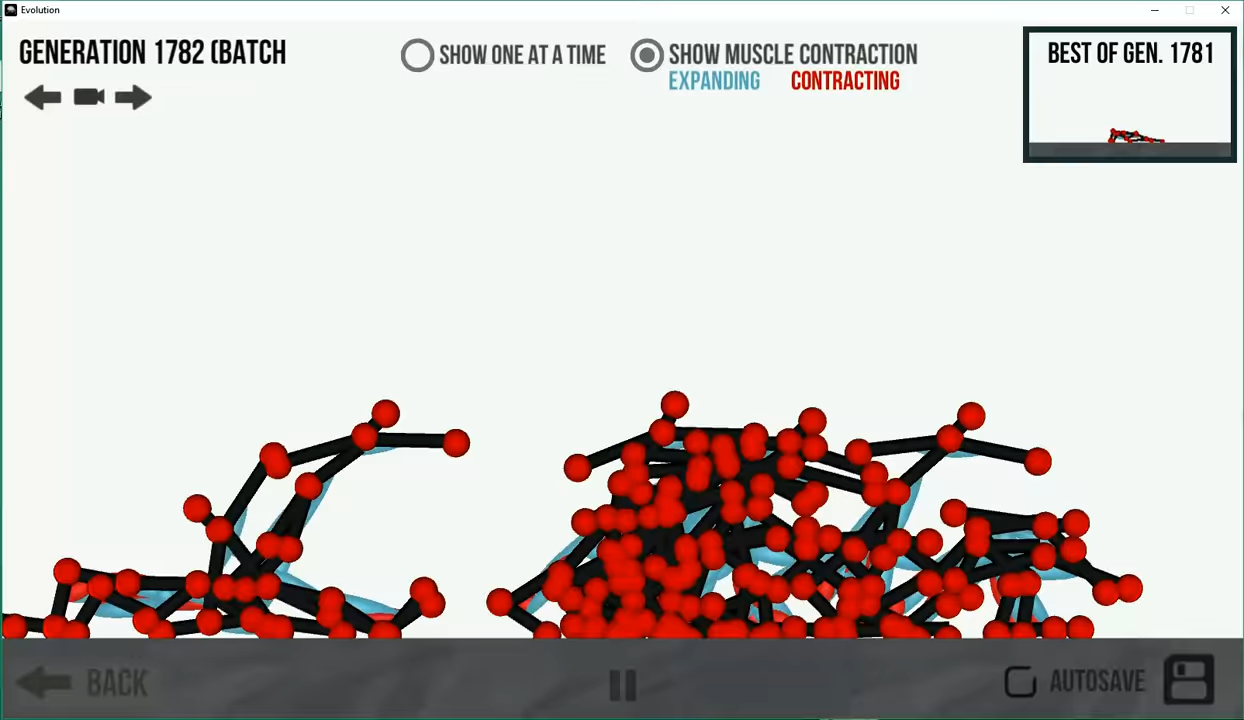 Evolution
GENERATION 1782 (BATCH
SHOW ONE AT A TIME
SHOW MUSCLE CONTRACTION
EXPANDING CONTRACTING
BEST OF GEN. 1781
BACK
AUTOSAVE